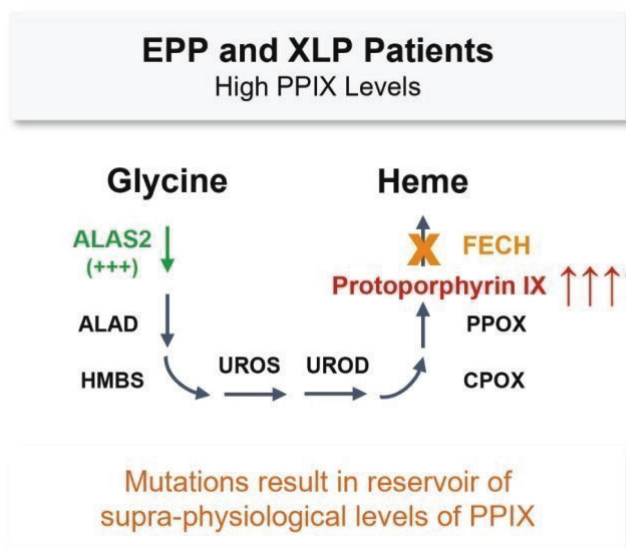 EPP and XLP Patients
High PPIX Levels
Glycine
Heme
ALAS2
(+++)
X
FECH
Protoporphyrin IX ↑↑↑
ALAD
PPOX
HMBS
UROS
UROD
CPOX
Mutations result in reservoir of
supra-physiological levels of PPIX